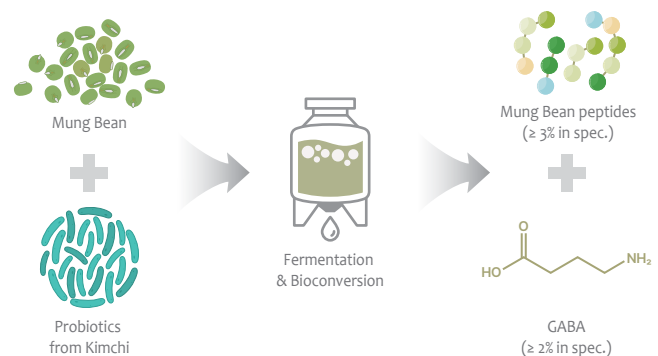 Mung Bean
Probiotics
from Kimchi
Fermentation
& Bioconversion
Mung Bean peptides
(≥ 3% in spec.)
O
HO
NH₂
GABA
(≥ 2% in spec.)